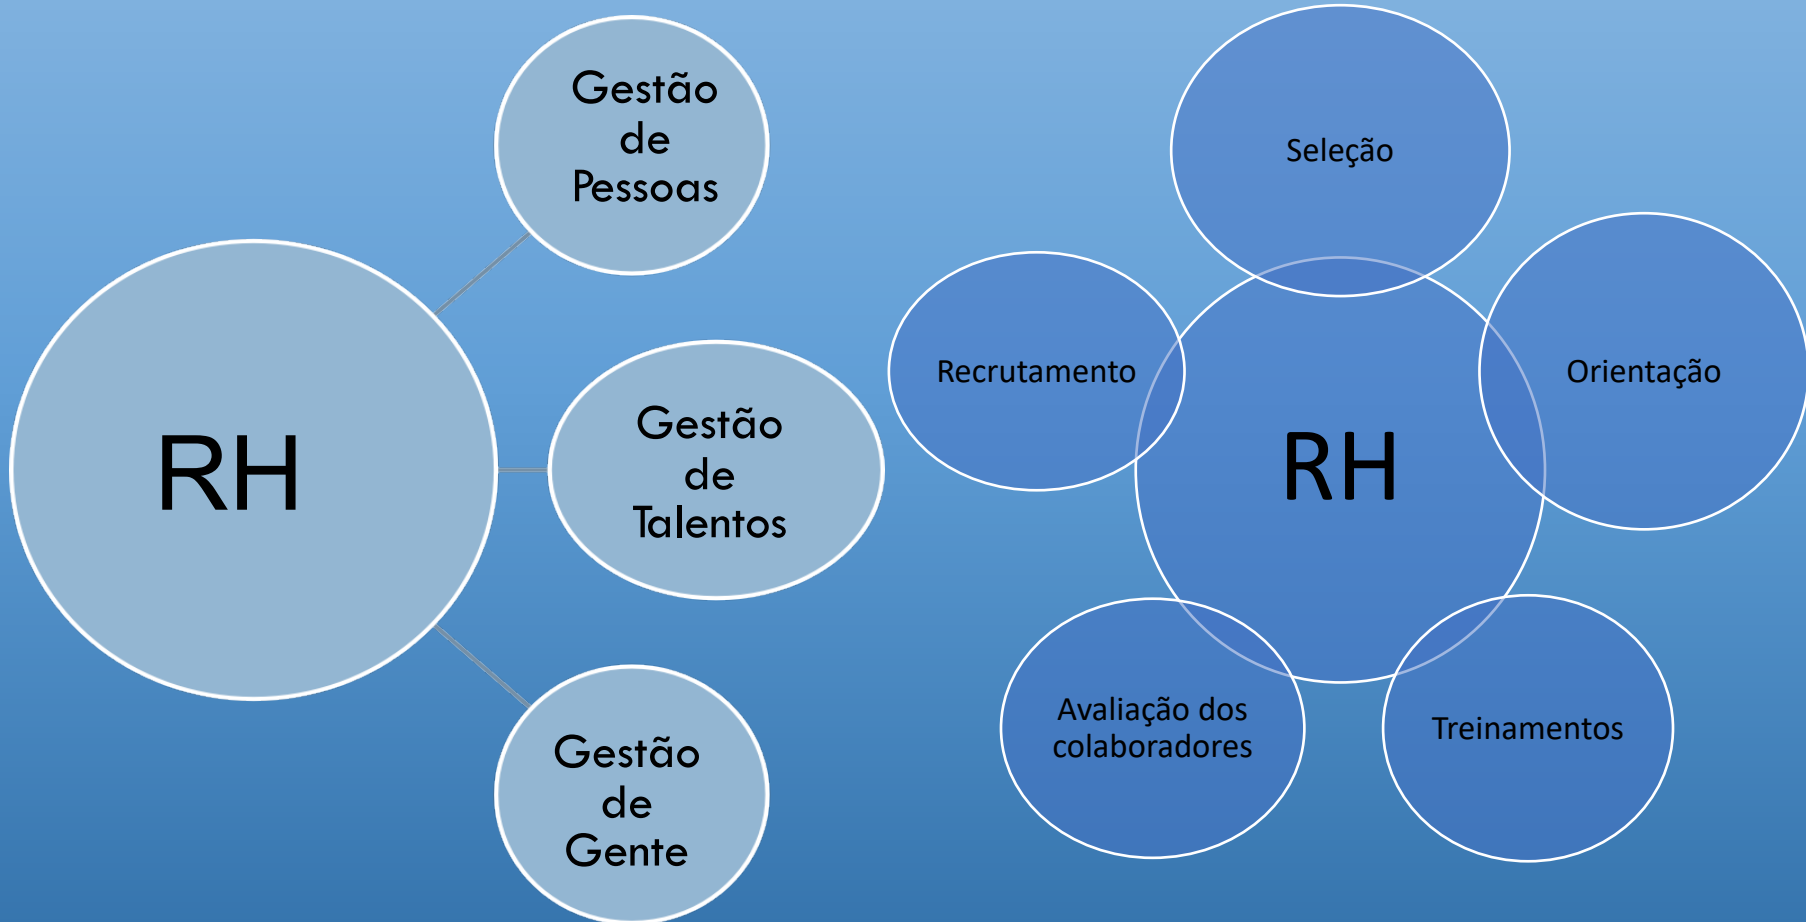 RH
Gestão
de
Pessoas
Gestão
de
Talentos
Gestão
de
Gente
RH
Seleção
Orientação
Treinamentos
Avaliação dos
colaboradores
Recrutamento